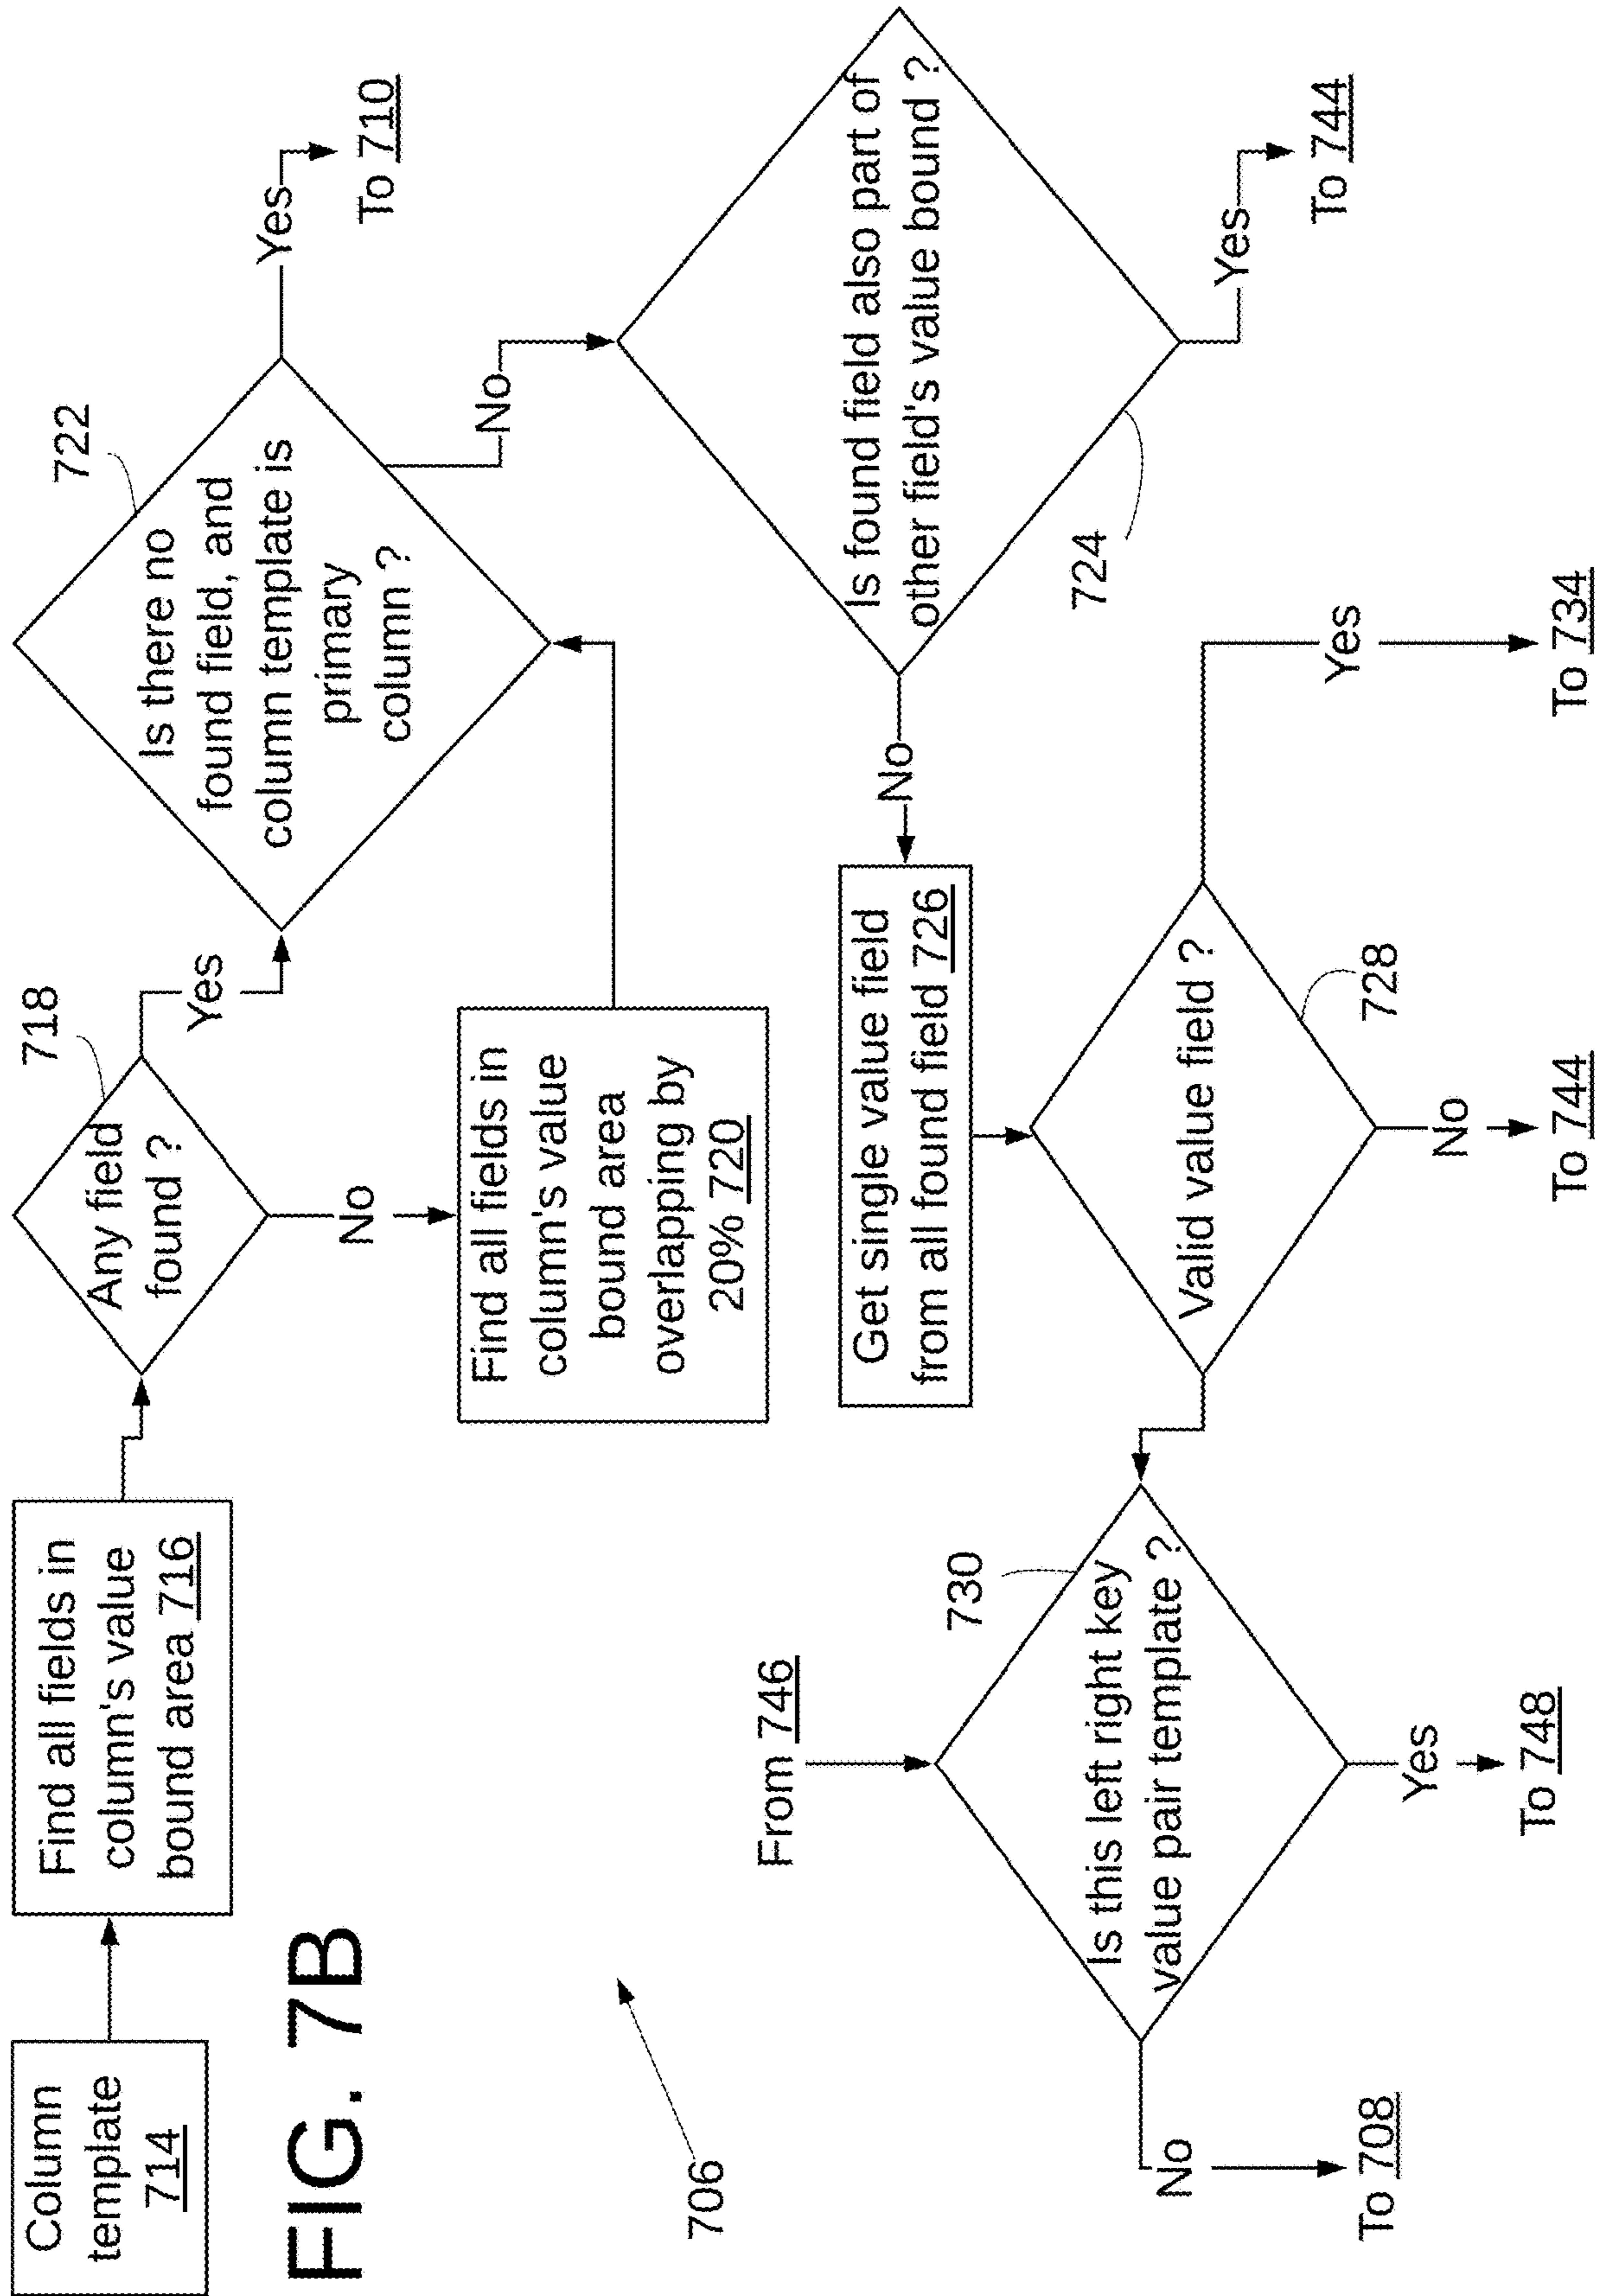 Column
template
714
Find all fields in
column's value
bound area 716
718
Any field
found ?
Yes
No
Find all fields in
column's value
bound area
overlapping by
20% 720
722
Is there no
found field, and
column template is
primary
column ?
Yes
To 710
No
Is found field also part of
other field's value bound ?
724
Yes
To 744
No
Get single value field
from all found field 726
Valid value field ?
728
Yes
To 734
No
To 744
From 746
730
Is this left right key
value pair template ?
Yes
To 748
No
To 708
706
FIG. 7B